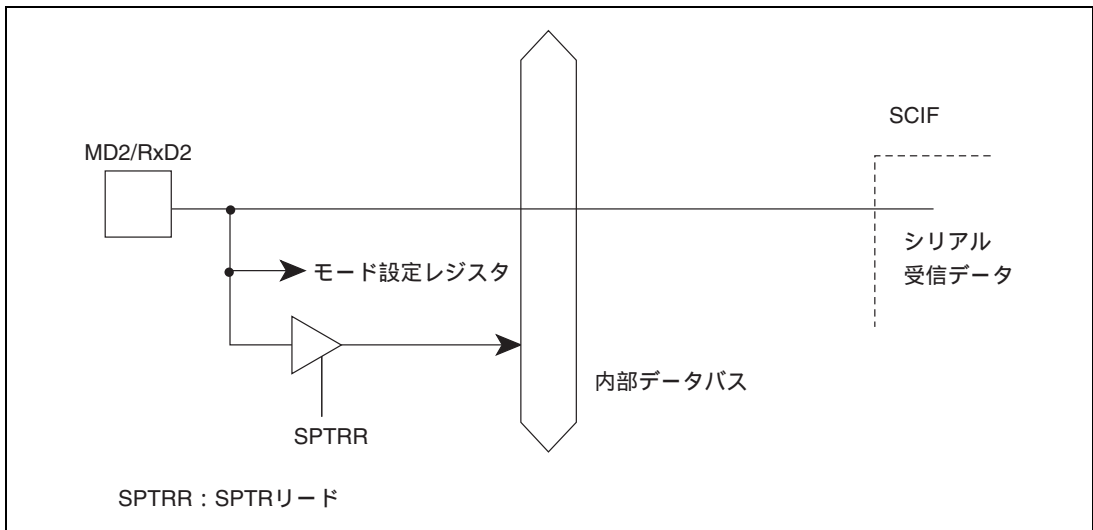 SCIF
MD2/RxD2
シリアル
受信データ
モード設定レジスタ
内部データバス
SPTRR
SPTRR：SPTRリード